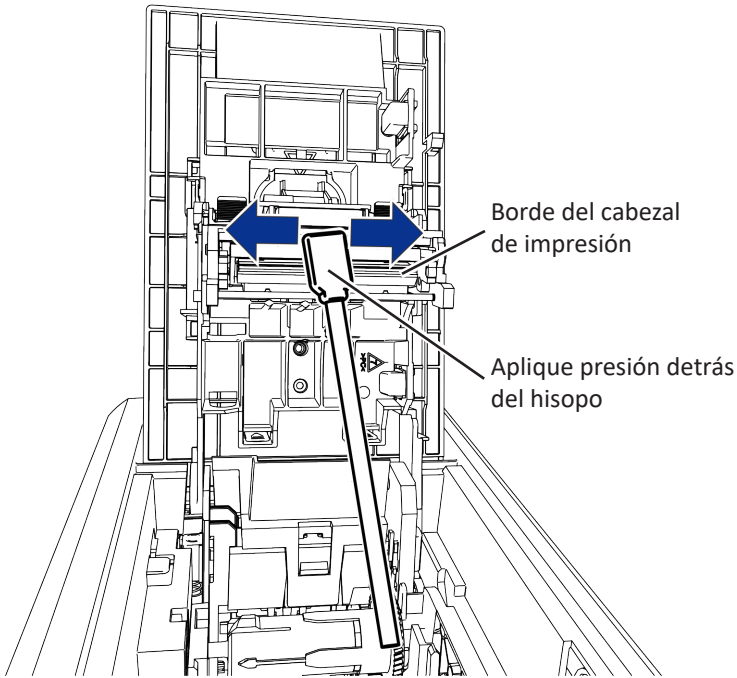 Borde del cabezal
de impresión
Aplique presión detrás
del hisopo